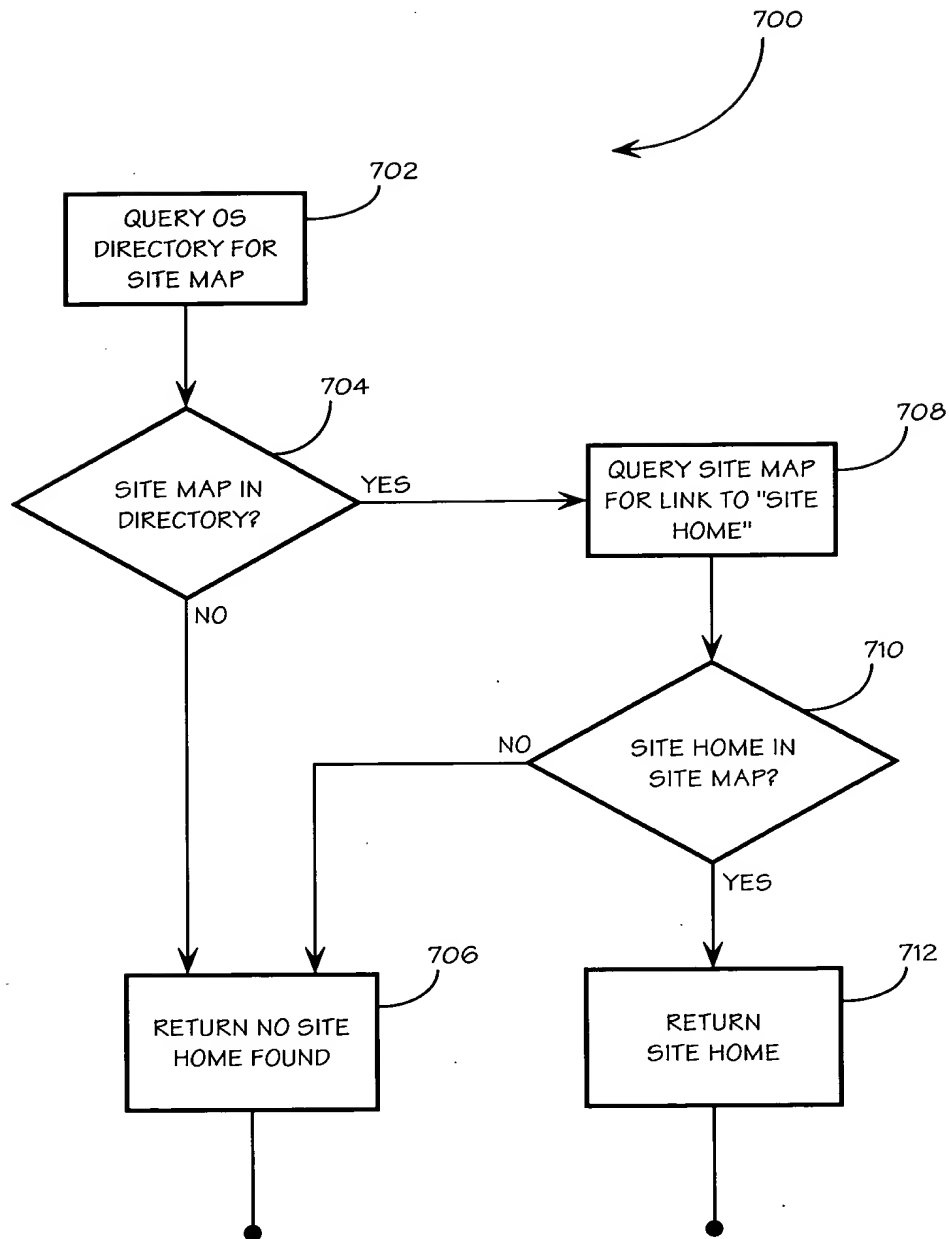 700
702
QUERY OS
DIRECTORY FOR
SITE MAP
704
SITE MAP IN
DIRECTORY?
YES
NO
708
QUERY SITE MAP
FOR LINK TO "SITE
HOME"
710
SITE HOME IN
SITE MAP?
NO
YES
706
RETURN NO SITE
HOME FOUND
712
RETURN
SITE HOME